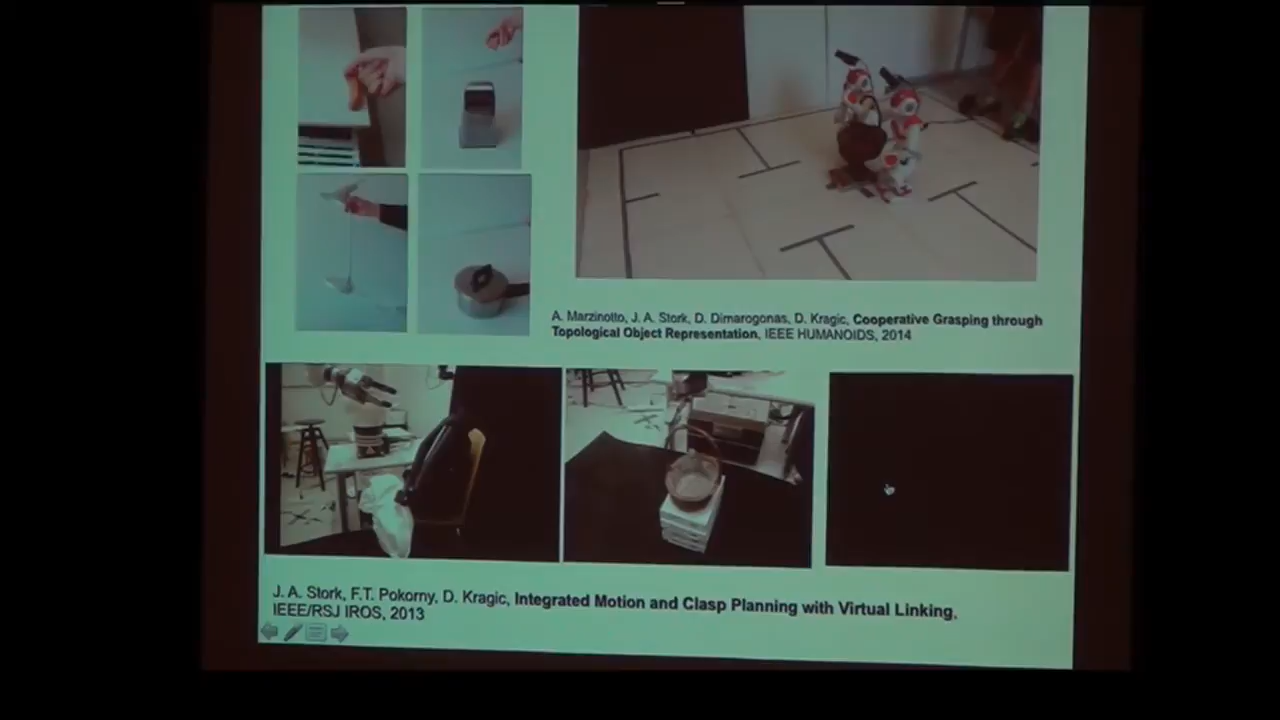 A. Marzinotto, J. A. Stork, D. Dimarogonas, D. Kragic, Cooperative Grasping through
Topological Object Representation, IEEE HUMANOIDS, 2014
J. A. Stork, F.T. Pokorny, D. Kragic, Integrated Motion and Clasp Planning with Virtual Linking,
IEEE/RSJ IROS, 2013